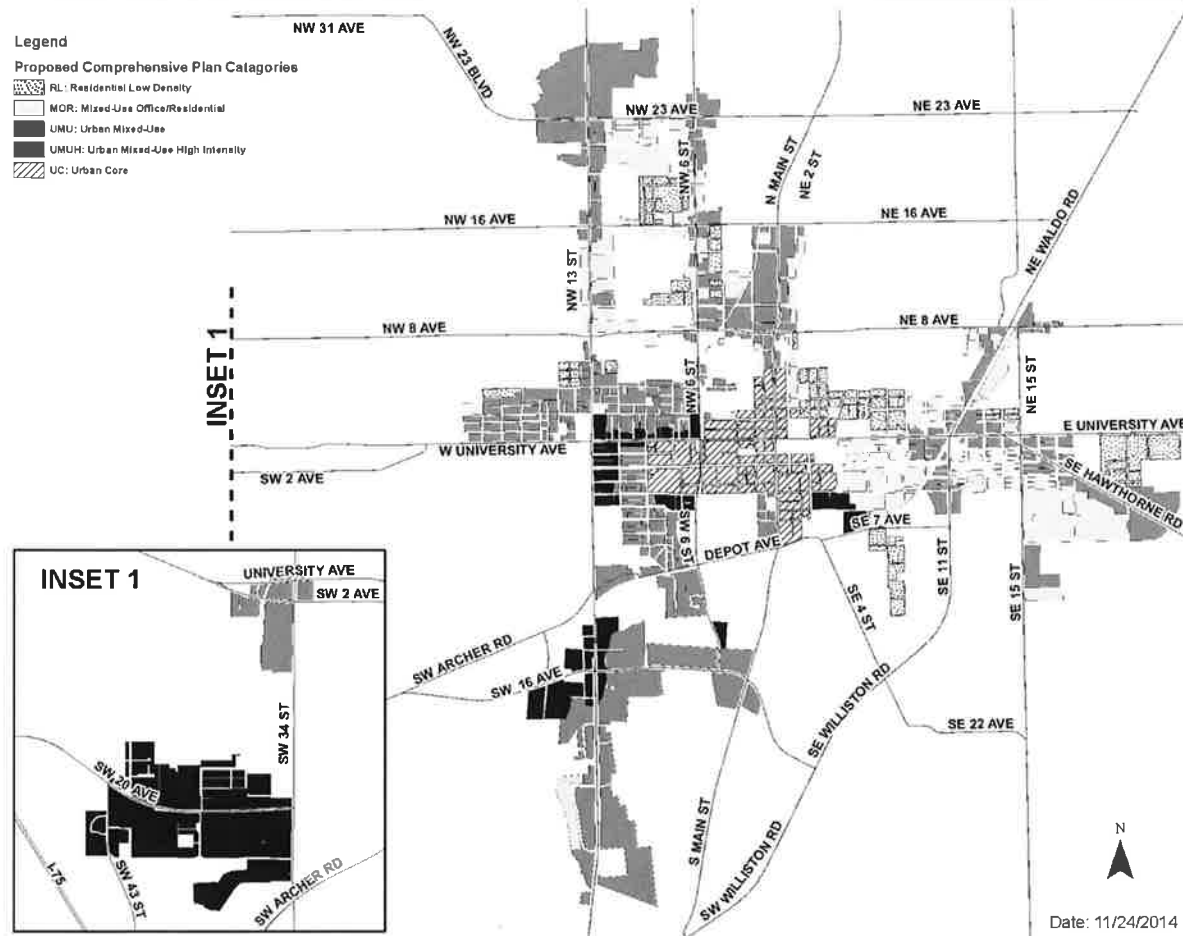 Legend
Proposed Comprehensive Plan Catagories
RL: Residential Low Density
MOR: Mixed-Use Office/Residential
UMU: Urban Mixed-Use
UMUH: Urban Mixed-Use High Intensity
UC: Urban Core
NW 31 AVE
NW 23 BLVD
NW 23 AVE
NE 23 AVE
NW 6 ST
N MAIN ST
NE 2 ST
NE WALDO RD
NW 16 AVE
NE 16 AVE
NW 13 ST
NW 8 AVE
NE 8 AVE
INSET 1
NW 6 ST
NE 15 ST
W UNIVERSITY AVE
E UNIVERSITY AVE
SW 2 AVE
SE HAWTHORNE RD
SW 6 ST
DEPOT AVE
SE 7 AVE
SE 11 ST
SE 15 ST
SE 4 ST
SW ARCHER RD
SW 16 AVE
SE WILLISTON RD
SE 22 AVE
S MAIN ST
SW WILLISTON RD
INSET 1
UNIVERSITY AVE
SW 2 AVE
SW 34 ST
SW 20 AVE
I-75
SW 43 ST
SW ARCHER RD
N
Date: 11/24/2014